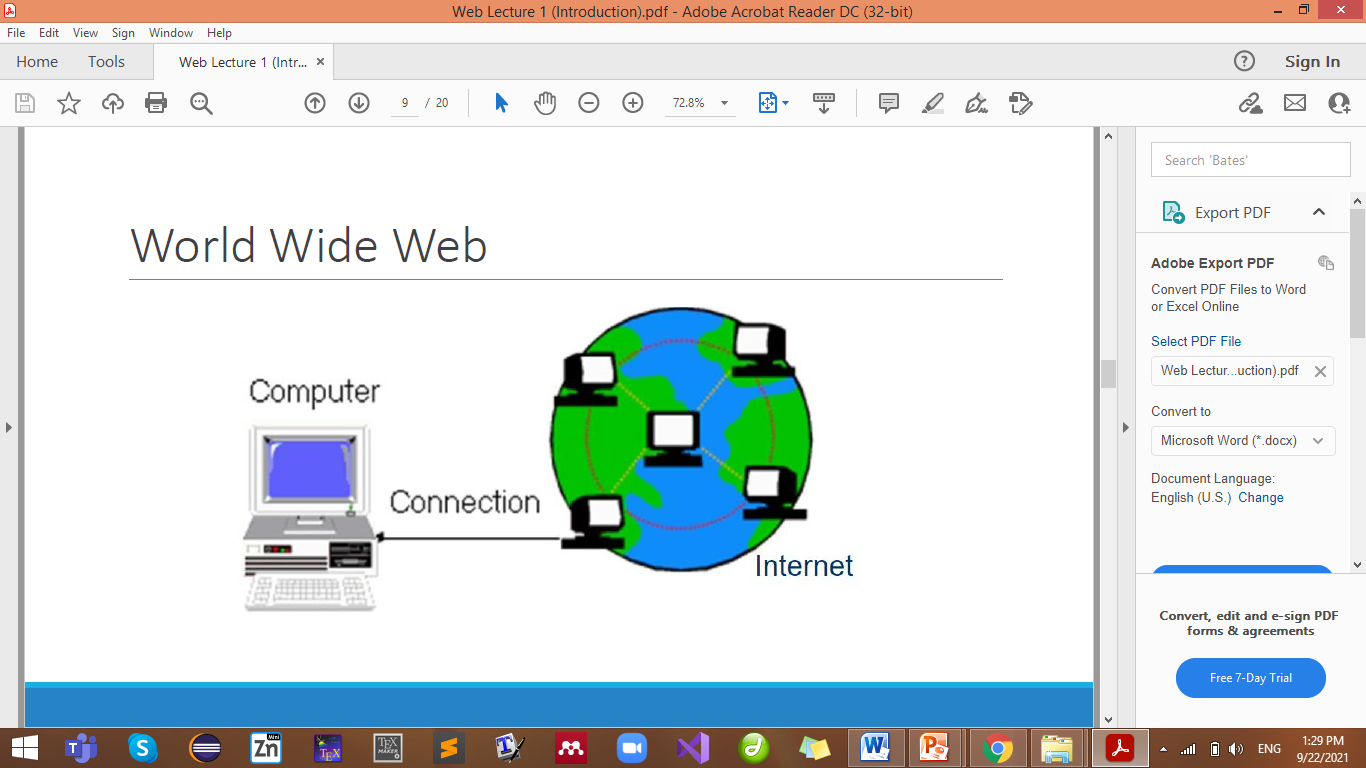 Web Lecture 1 (Introduction).pdf - Adobe Acrobat Reader DC (32-bit)
File Edit View Sign Window Help
Home Tools Web Lecture 1 (Intr... × Sign In
9 / 20 72.8%
World Wide Web
Computer
Connection
Internet
Search 'Bates'
Export PDF
Adobe Export PDF
Convert PDF Files to Word
or Excel Online
Select PDF File
Web Lectur...uction).pdf
Convert to
Microsoft Word (*.docx)
Document Language:
English (U.S.) Change
Convert, edit and e-sign PDF
forms & agreements
Free 7-Day Trial
ENG
1:29 PM
9/22/2021